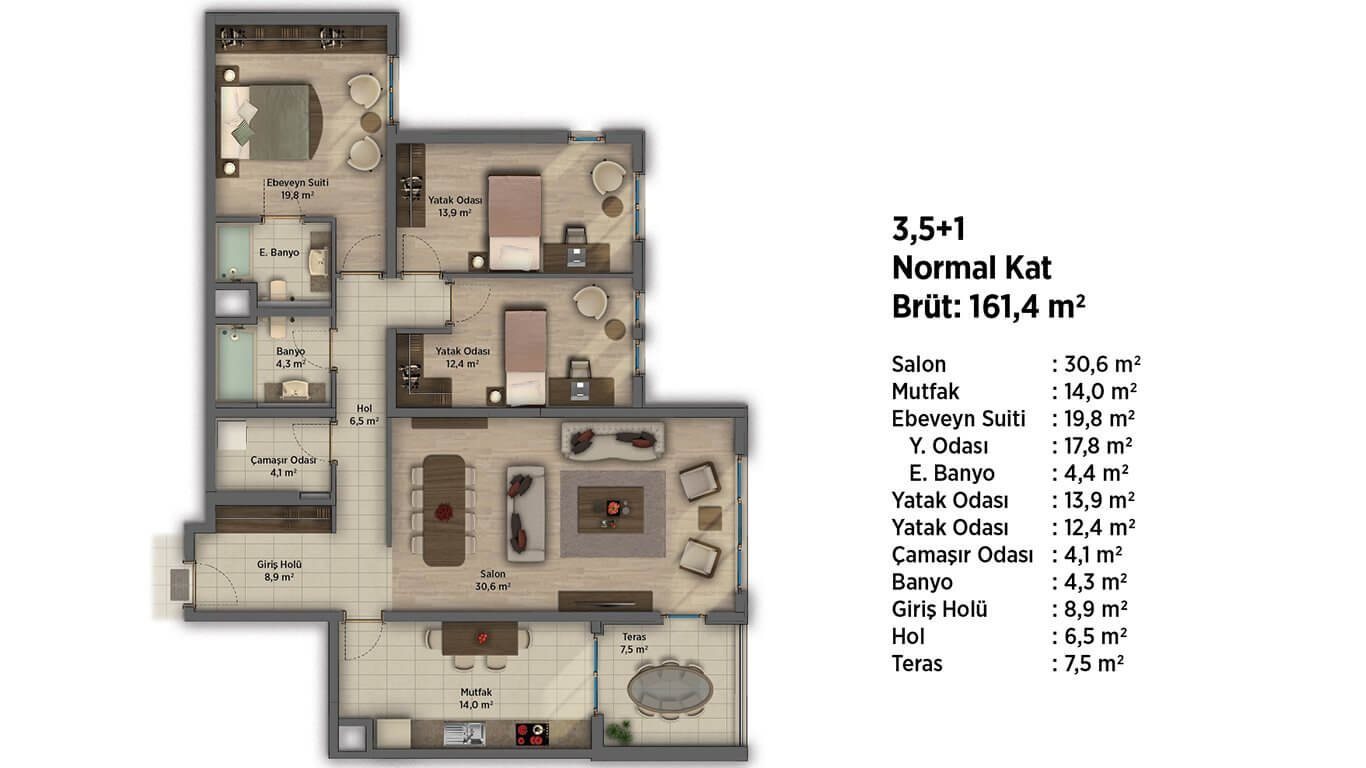 Ebeveyn Suiti
19,8 m²
Yatak Odası
13,9 m²
E. Banyo
Yatak Odası
12,4 m²
Banyo
4,3 m²
Hol
6,5 m²
Çamaşır Odası
4,1 m²
Giriş Holü
8,9 m²
Salon
30,6 m²
Teras
7,5 m²
Mutfak
14,0 m²
3,5+1
Normal Kat
Brüt: 161,4 m²
Salon : 30,6 m²
Mutfak : 14,0 m²
Ebeveyn Suiti : 19,8 m²
Y. Odası : 17,8 m²
E. Banyo : 4,4 m²
Yatak Odası : 13,9 m²
Yatak Odası : 12,4 m²
Çamaşır Odası : 4,1 m²
Banyo : 4,3 m²
Giriş Holü : 8,9 m²
Hol : 6,5 m²
Teras : 7,5 m²